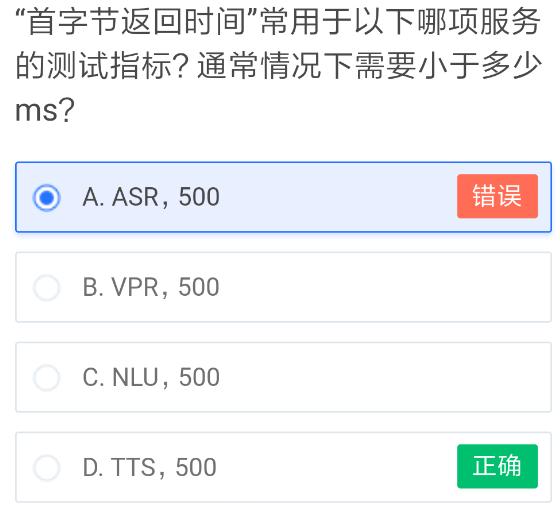 “首字节返回时间”常用于以下哪项服务
的测试指标？通常情况下需要小于多少
ms？
A. ASR，500 错误
B. VPR，500
C. NLU，500
D. TTS，500 正确